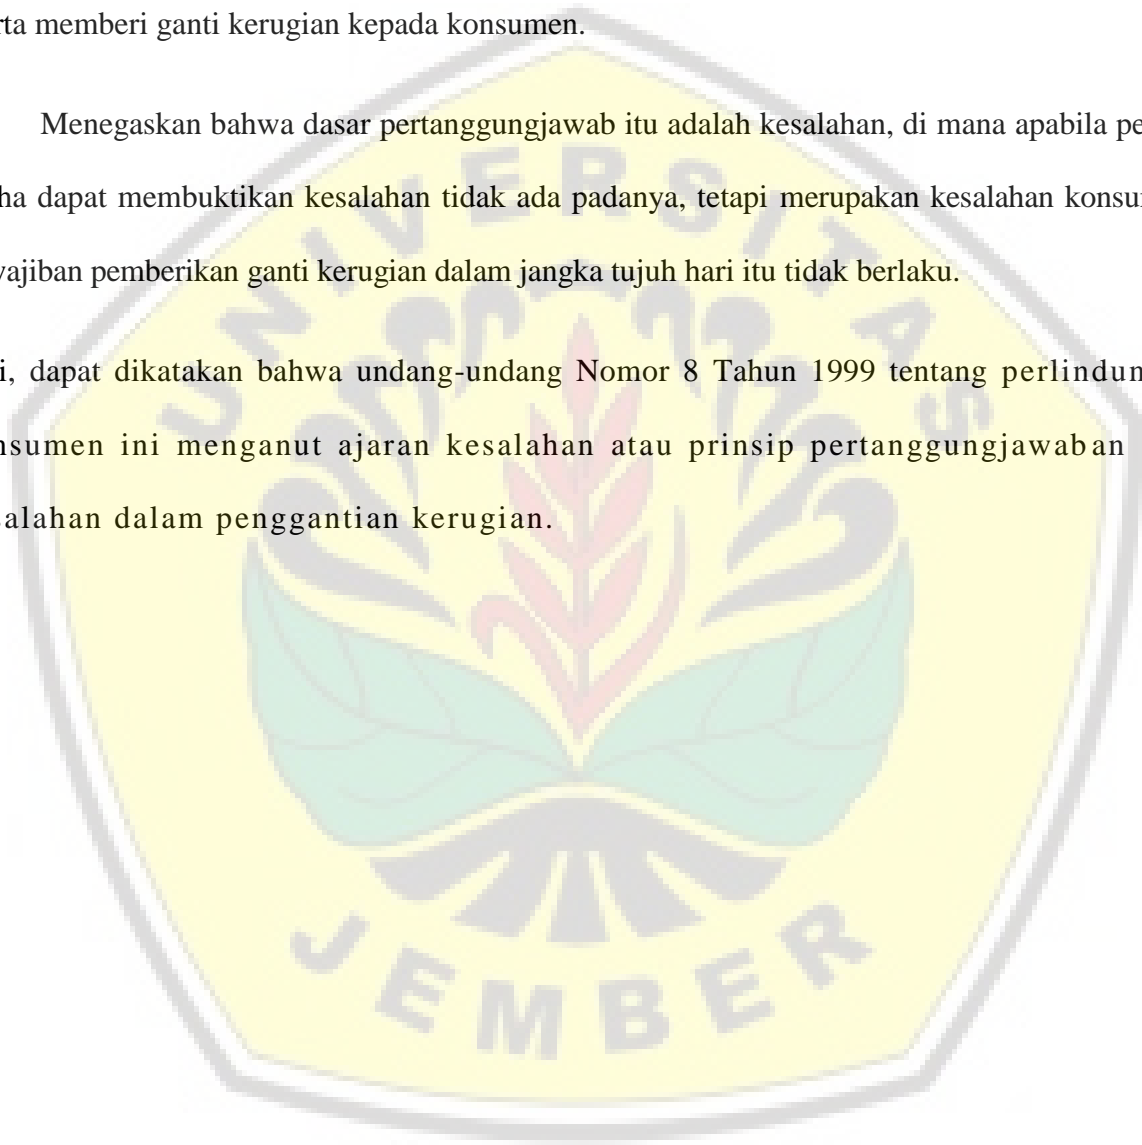 rta memberi ganti kerugian kepada konsumen.
Menegaskan bahwa dasar pertanggungjawab itu adalah kesalahan, di mana apabila pe
ha dapat membuktikan kesalahan tidak ada padanya, tetapi merupakan kesalahan konsu
ajiban pemberikan ganti kerugian dalam jangka tujuh hari itu tidak berlaku.
i, dapat dikatakan bahwa undang-undang Nomor 8 Tahun 1999 tentang perlindun
nsumen ini menganut ajaran kesalahan atau prinsip pertanggungjawaban
alahan dalam penggantian kerugian.
UNIVERSITAS
JEMBER